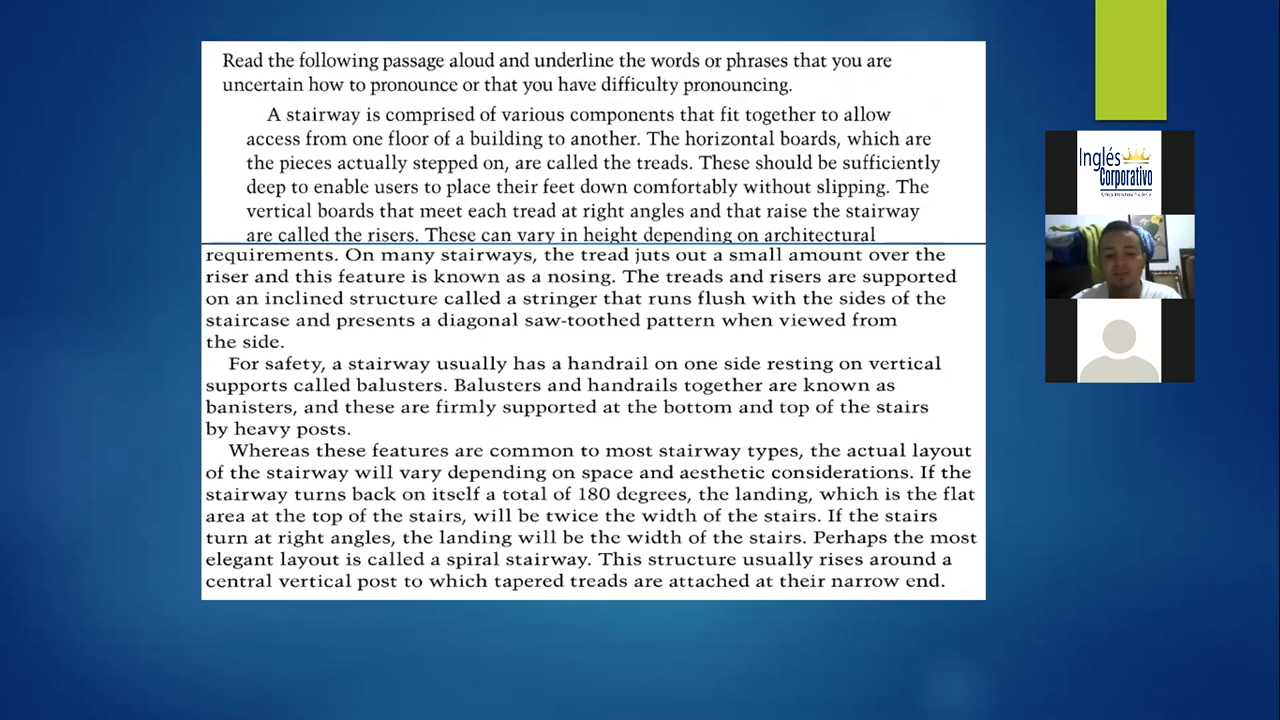 Read the following passage aloud and underline the words or phrases that you are
uncertain how to pronounce or that you have difficulty pronouncing.
A stairway is comprised of various components that fit together to allow
access from one floor of a building to another. The horizontal boards, which are
the pieces actually stepped on, are called the treads. These should be sufficiently
deep to enable users to place their feet down comfortably without slipping. The
vertical boards that meet each tread at right angles and that raise the stairway
are called the risers. These can vary in height depending on architectural
requirements. On many stairways, the tread juts out a small amount over the
riser and this feature is known as a nosing. The treads and risers are supported
on an inclined structure called a stringer that runs flush with the sides of the
staircase and presents a diagonal saw-toothed pattern when viewed from
the side.
For safety, a stairway usually has a handrail on one side resting on vertical
supports called balusters. Balusters and handrails together are known as
banisters, and these are firmly supported at the bottom and top of the stairs
by heavy posts.
Whereas these features are common to most stairway types, the actual layout
of the stairway will vary depending on space and aesthetic considerations. If the
stairway turns back on itself a total of 180 degrees, the landing, which is the flat
area at the top of the stairs, will be twice the width of the stairs. If the stairs
turn at right angles, the landing will be the width of the stairs. Perhaps the most
elegant layout is called a spiral stairway. This structure usually rises around a
central vertical post to which tapered treads are attached at their narrow end.
Inglés
Corporativo